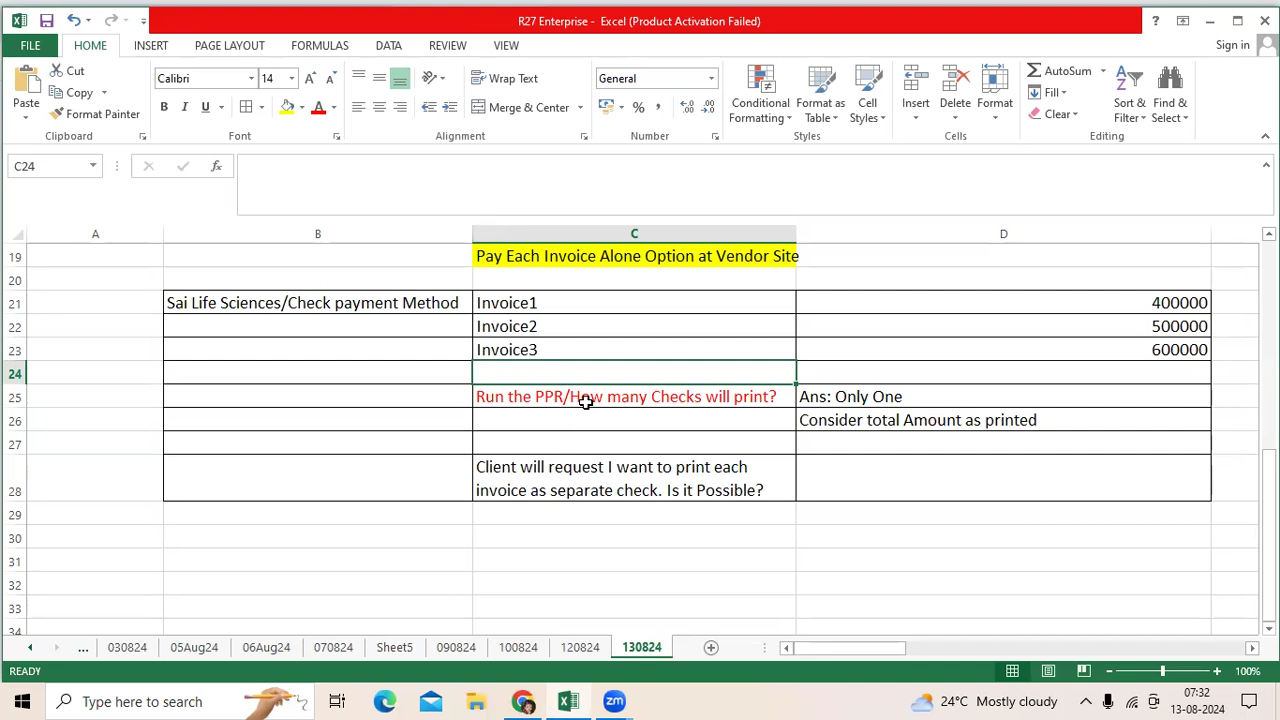 R27 Enterprise - Excel (Product Activation Failed)
FILE HOME INSERT PAGE LAYOUT FORMULAS DATA REVIEW VIEW Sign in
Paste
Cut
Copy
Format Painter
Calibri 14
B I U A
Wrap Text
Merge & Center
General
% ,
Conditional Formatting
Format as Table
Cell Styles
Insert
Delete
Format
AutoSum
Fill
Clear
Sort & Filter
Find & Select
Clipboard Font Alignment Number Styles Cells Editing
C24 fx
A B C D
19 Pay Each Invoice Alone Option at Vendor Site
20
21 Sai Life Sciences/Check payment Method Invoice1 400000
22 Invoice2 500000
23 Invoice3 600000
24
25 Run the PPR/How many Checks will print? Ans: Only One
26 Consider total Amount as printed
27
Client will request I want to print each
28 invoice as separate check. Is it Possible?
29
30
31
32
33
34
... 030824 05Aug24 06Aug24 070824 Sheet5 090824 100824 120824 130824
READY 100%
Type here to search
24°C Mostly cloudy
07:32
13-08-2024